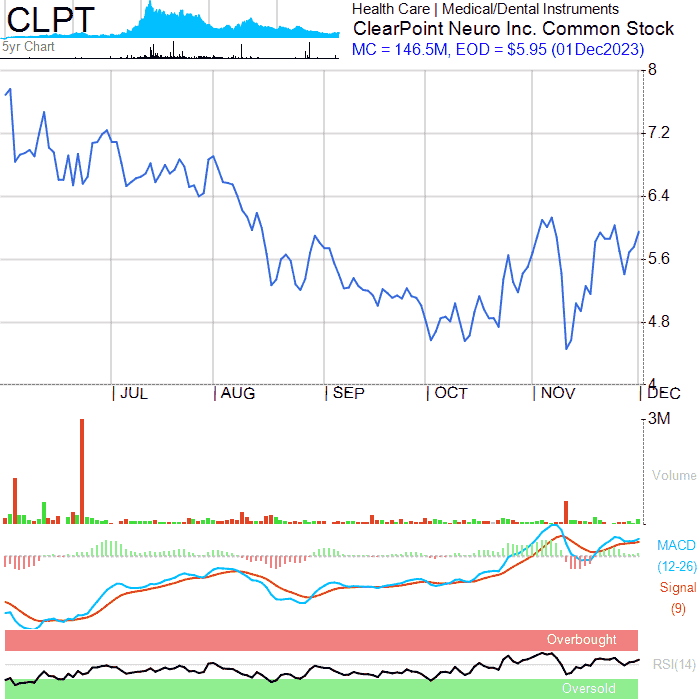 CLPT
5yr Chart
Health Care | Medical/Dental Instruments
ClearPoint Neuro Inc. Common Stock
MC = 146.5M, EOD = $5.95 (01Dec2023)
8
7.2
6.4
5.6
4.8
4
JUL AUG SEP OCT NOV DEC
3M
Volume
MACD
(12-26)
Signal
(9)
Overbought
RSI(14)
Oversold